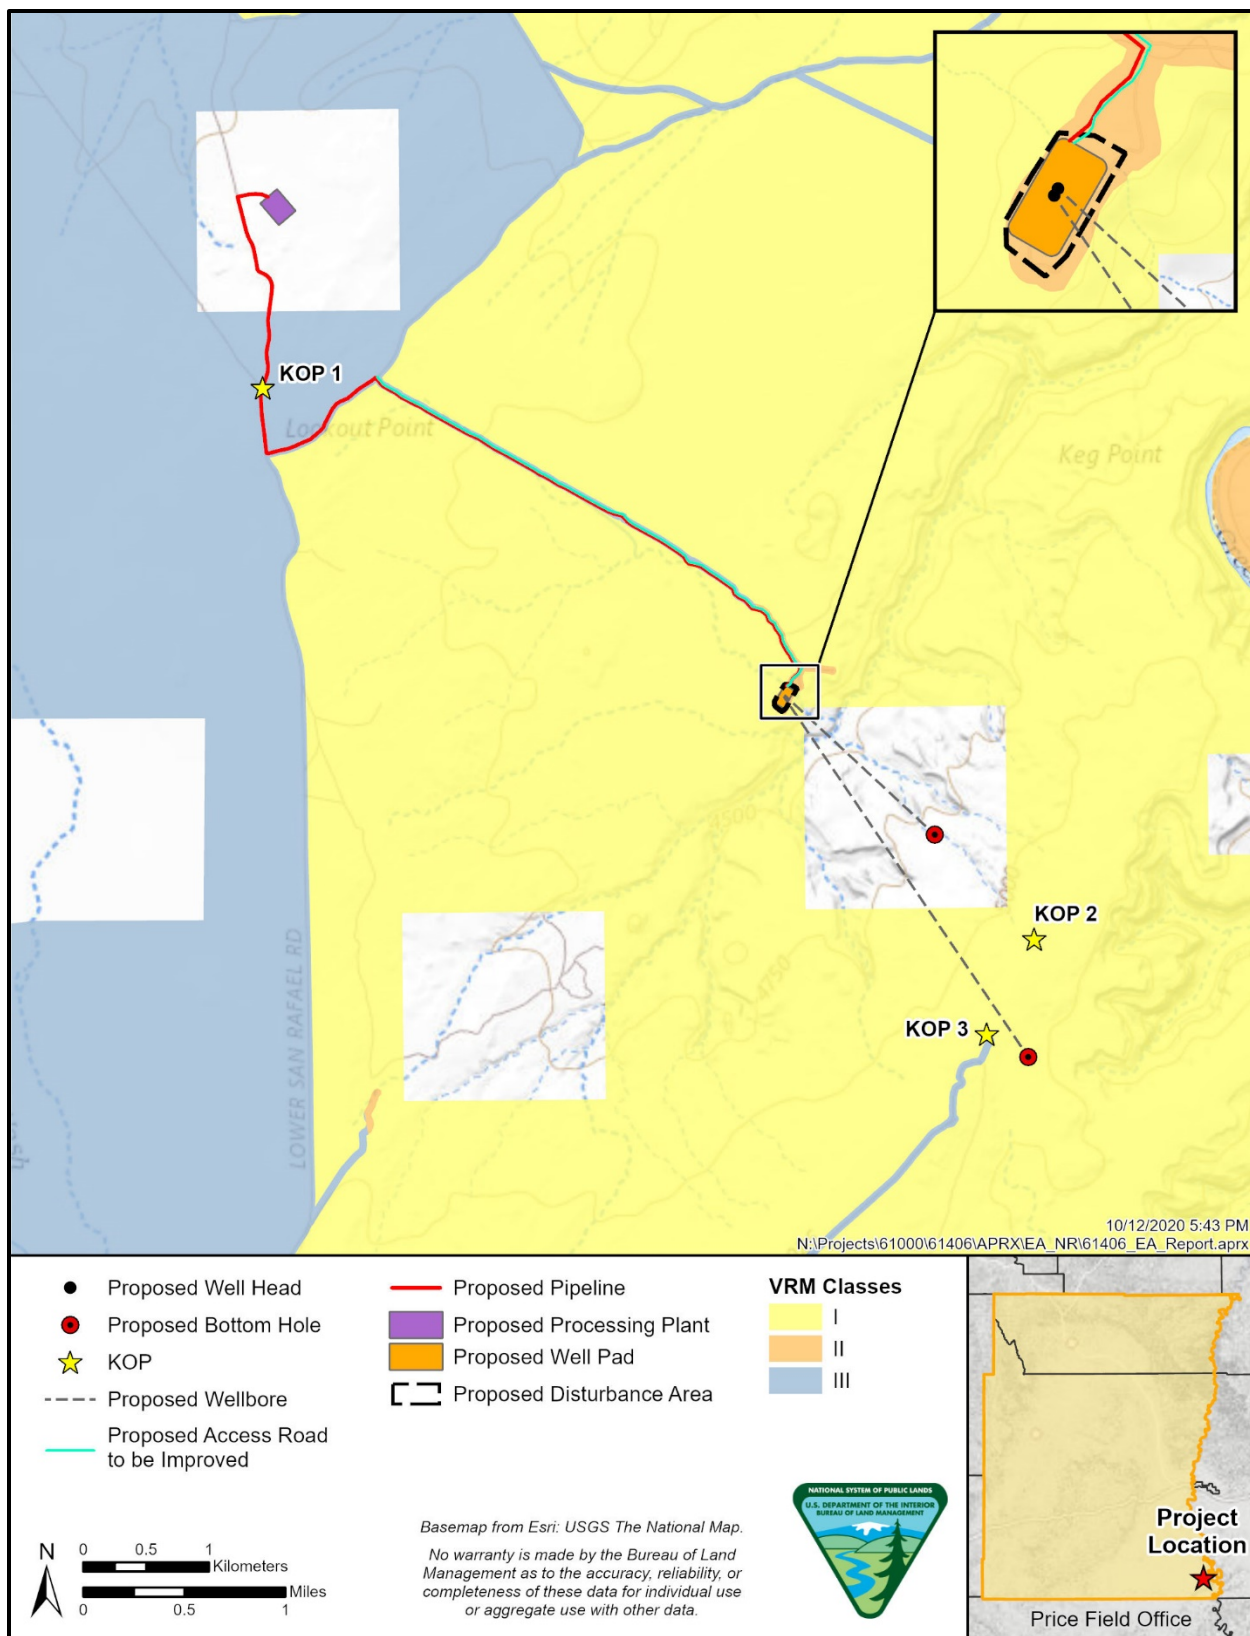 KOP 1
Lookout Point
Keg Point
4500
4750
KOP 2
KOP 3
LOWER SAN RAFAEL RD
10/12/2020 5:43 PM
N:\Projects\61000\61406\APRX\EA_NR\61406_EA_Report.aprx
Proposed Well Head
Proposed Bottom Hole
KOP
Proposed Wellbore
Proposed Access Road
to be Improved
Proposed Pipeline
Proposed Processing Plant
Proposed Well Pad
Proposed Disturbance Area
VRM Classes
I
II
III
N
0 0.5 1
Kilometers
Miles
0 0.5 1
Basemap from Esri: USGS The National Map.
No warranty is made by the Bureau of Land
Management as to the accuracy, reliability, or
completeness of these data for individual use
or aggregate use with other data.
NATIONAL SYSTEM OF PUBLIC LANDS
U.S. DEPARTMENT OF THE INTERIOR
BUREAU OF LAND MANAGEMENT
Project
Location
Price Field Office